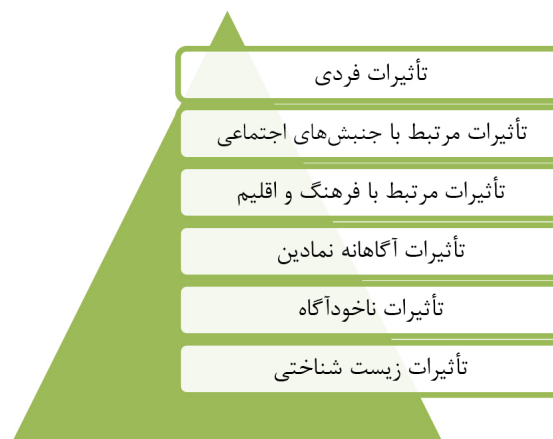 تأثیرات فردی
تأثیرات مرتبط با جنبش‌های اجتماعی
تأثیرات مرتبط با فرهنگ و اقلیم
تأثیرات آگاهانه نمادین
تأثیرات ناخودآگاه
تأثیرات زیست شناختی